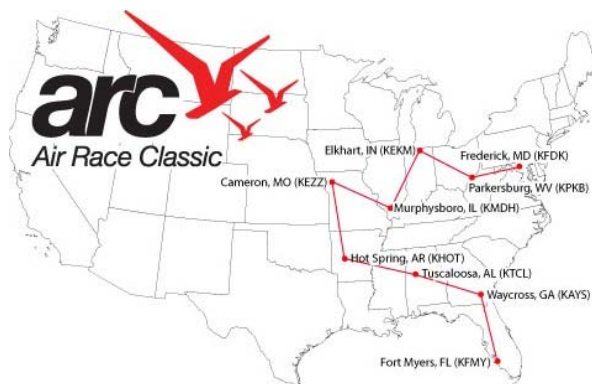 arc
Air Race Classic
Elkhart, IN (KEKM)
Frederick, MD (KFDK)
Cameron, MO (KEZZ)
Parkersburg, WV (KPKB)
Murphysboro, IL (KMDH)
Hot Spring, AR (KHOT)
Tuscaloosa, AL (KTCL)
Waycross, GA (KAYS)
Fort Myers, FL (KFMY)